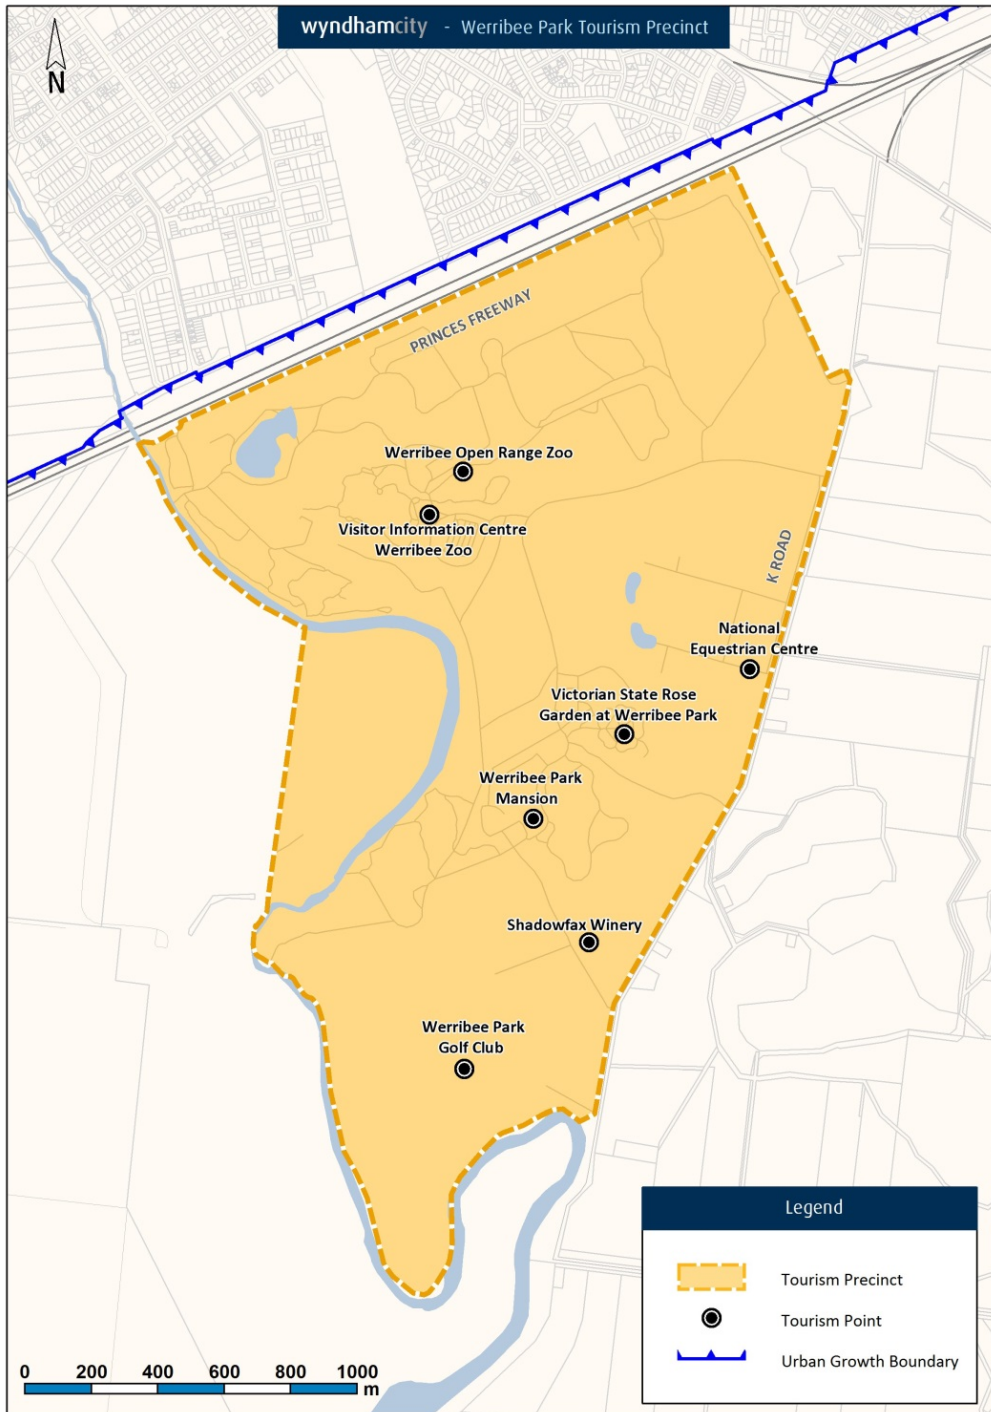 wyndhamcity - Werribee Park Tourism Precinct
N
PRINCES FREEWAY
Werribee Open Range Zoo
Visitor Information Centre
Werribee Zoo
K ROAD
National
Equestrian Centre
Victorian State Rose
Garden at Werribee Park
Werribee Park
Mansion
Shadowfax Winery
Werribee Park
Golf Club
Legend
Tourism Precinct
Tourism Point
Urban Growth Boundary
0 200 400 600 800 1000
m